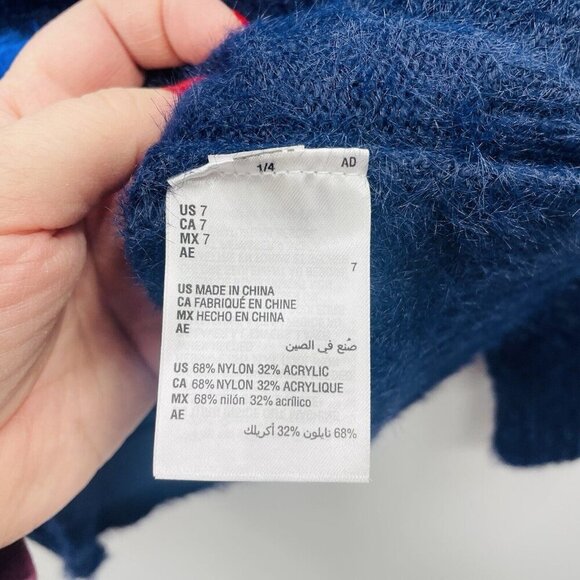 1/4 AD
US 7
CA 7
MX 7
AE
7
US MADE IN CHINA
CA FABRIQUÉ EN CHINE
MX HECHO EN CHINA
AE
صُنع في الصين
US 68% NYLON 32% ACRYLIC
CA 68% NYLON 32% ACRYLIQUE
MX 68% nilón 32% acrílico
AE
68% نايلون 32% أكريلك